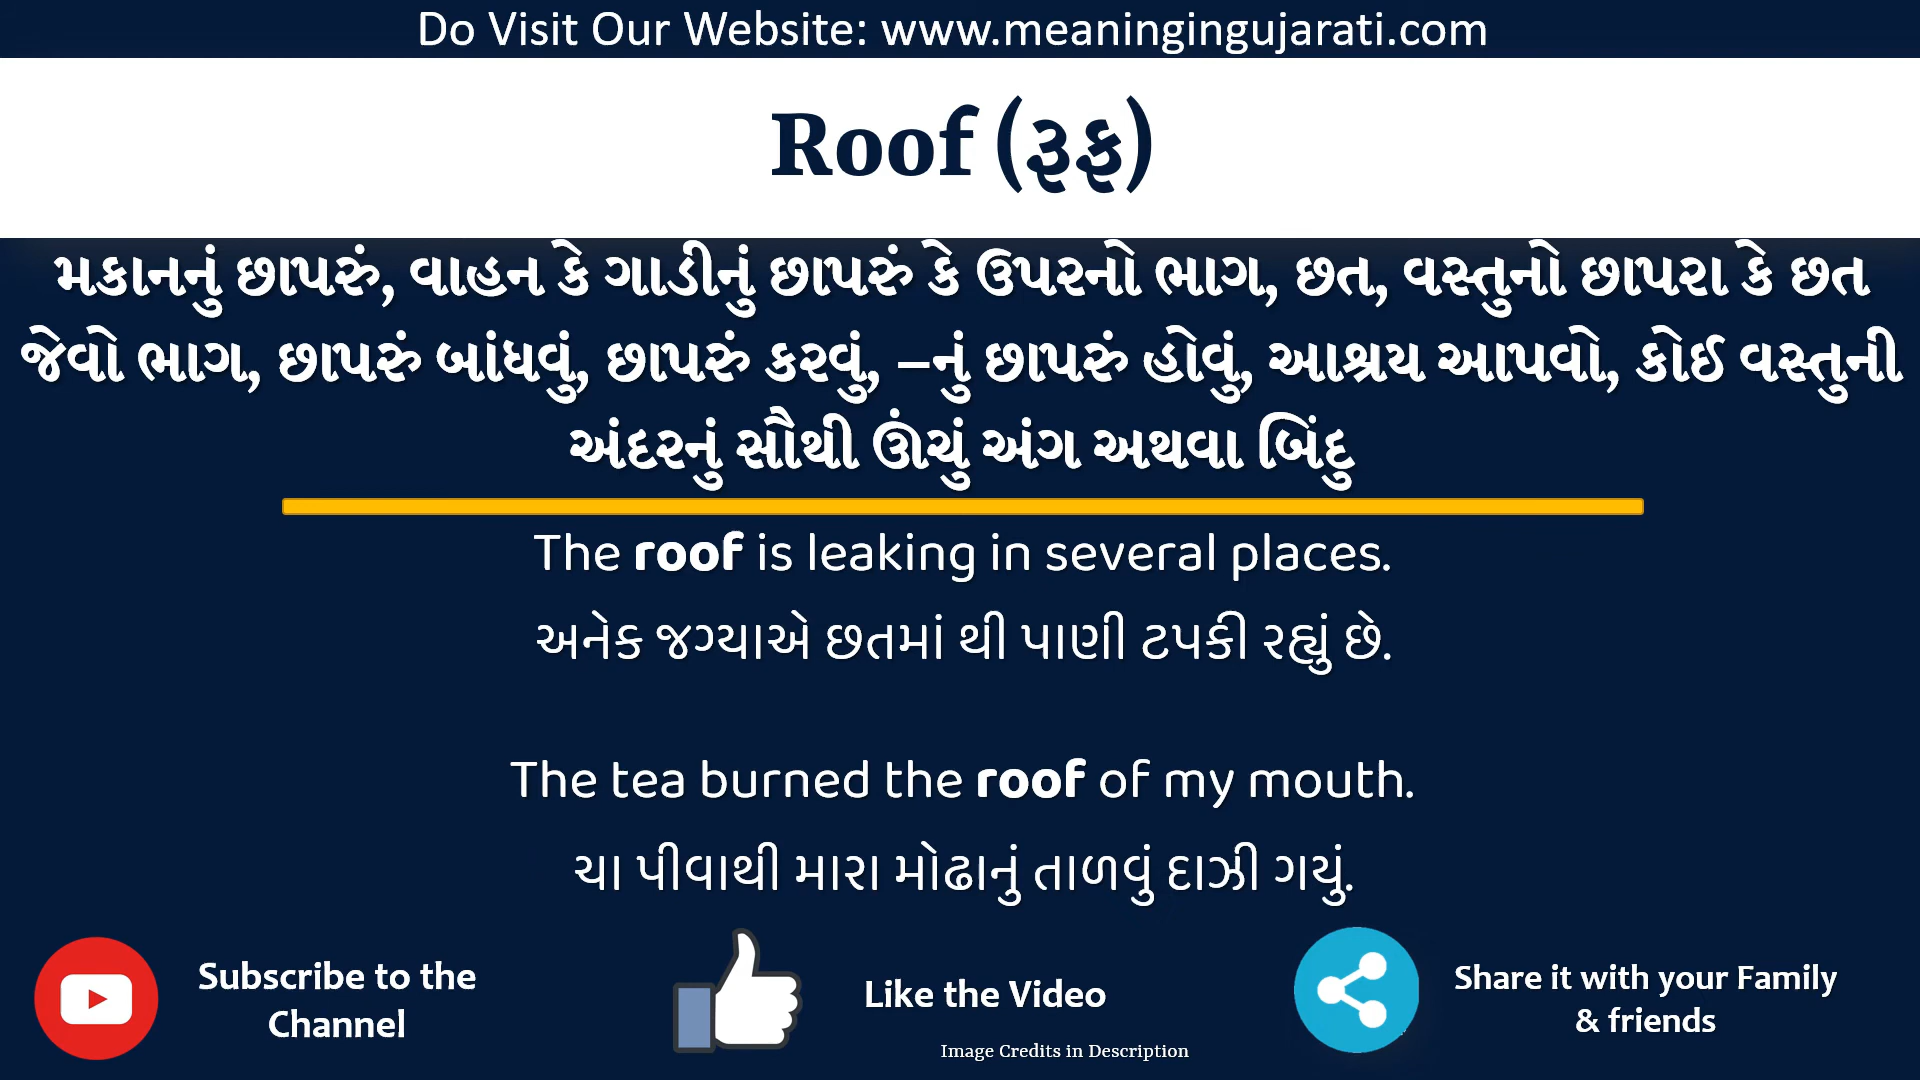 Do Visit Our Website: www.meaningingujarati.com
Roof (રૂફ)
મકાનનું છાપરું, વાહન કે ગાડીનું છાપરું કે ઉપરનો ભાગ, છત, વસ્તુનો છાપરા કે છત
જેવો ભાગ, છાપરું બાંધવું, છાપરું કરવું, –નું છાપરું હોવું, આશ્રય આપવો, કોઈ વસ્તુની
અંદરનું સૌથી ઊંચું અંગ અથવા બિંદુ
The roof is leaking in several places.
અનેક જગ્યાએ છતમાં થી પાણી ટપકી રહ્યું છે.
The tea burned the roof of my mouth.
ચા પીવાથી મારા મોઢાનું તાળવું દાઝી ગયું.
Subscribe to the
Channel
Like the Video
Share it with your Family
& friends
Image Credits in Description